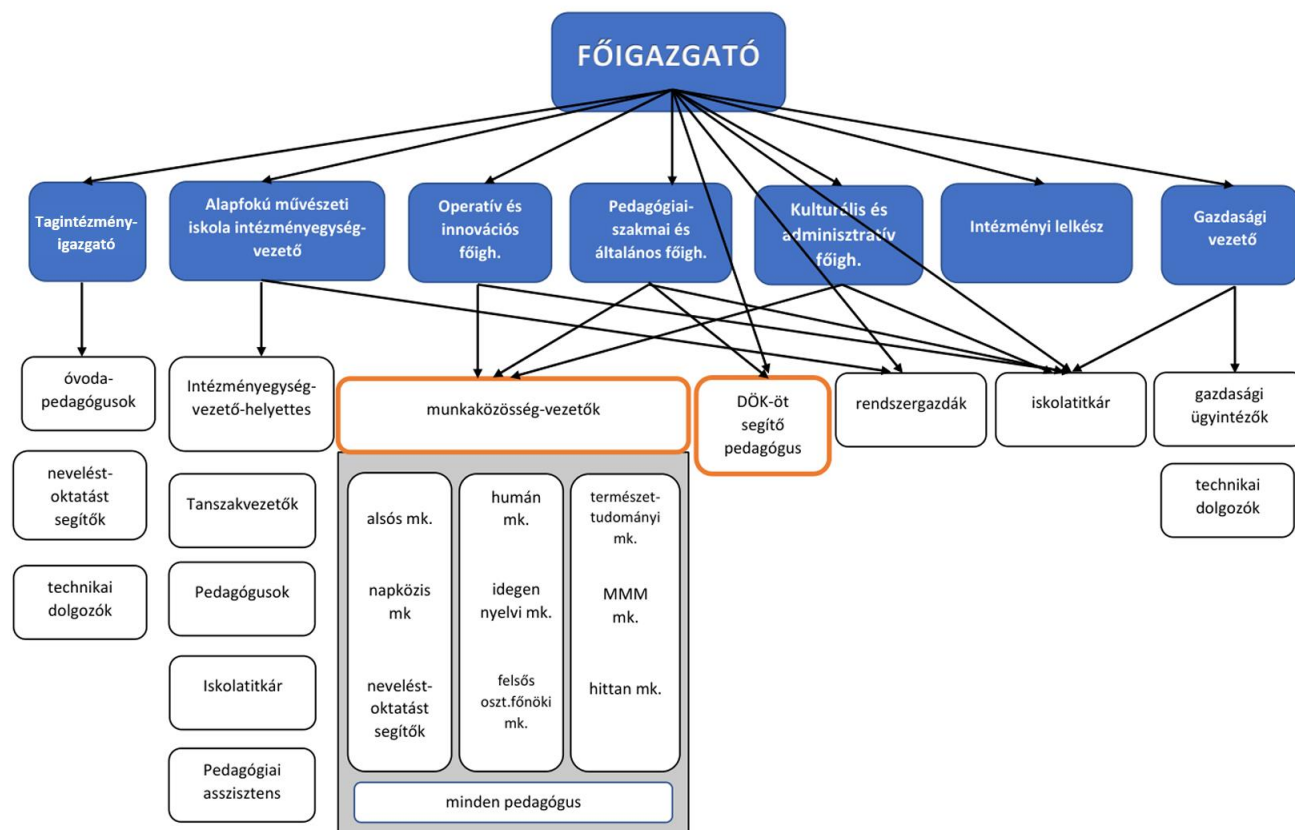 FŐIGAZGATÓ
Tagintézmény-
igazgató
Alapfokú művészeti
iskola intézményegység-
vezető
Operatív és
innovációs
főigh.
Pedagógiai-
szakmai és
általános főigh.
Kulturális és
adminisztratív
főigh.
Intézményi lelkész
Gazdasági
vezető
óvoda-
pedagógusok
nevelést-
oktatást
segítők
technikai
dolgozók
Intézményegység-
vezető-helyettes
Tanszakvezetők
Pedagógusok
Iskolatitkár
Pedagógiai
asszisztens
munkaközösség-vezetők
alsós mk.
napközis
mk
nevelést-
oktatást
segítők
humán
mk.
idegen
nyelvi mk.
felsős
oszt.főnöki
mk.
természet-
tudományi
mk.
MMM
mk.
hittan mk.
minden pedagógus
DÖK-öt
segítő
pedagógus
rendszergazdák
iskolatitkár
gazdasági
ügyintézők
technikai
dolgozók